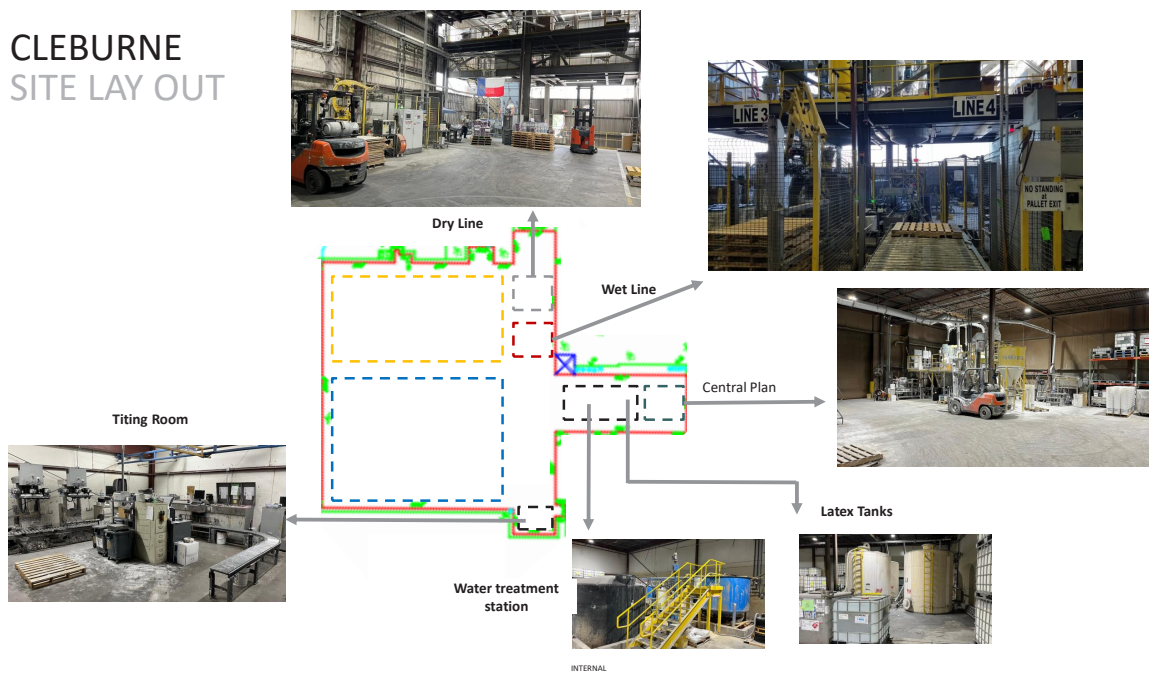 CLEBURNE
SITE LAY OUT
Dry Line
LINE 3
LINE 4
NO STANDING
at
PALLET EXIT
Wet Line
Central Plan
Titing Room
Latex Tanks
Water treatment
station
INTERNAL